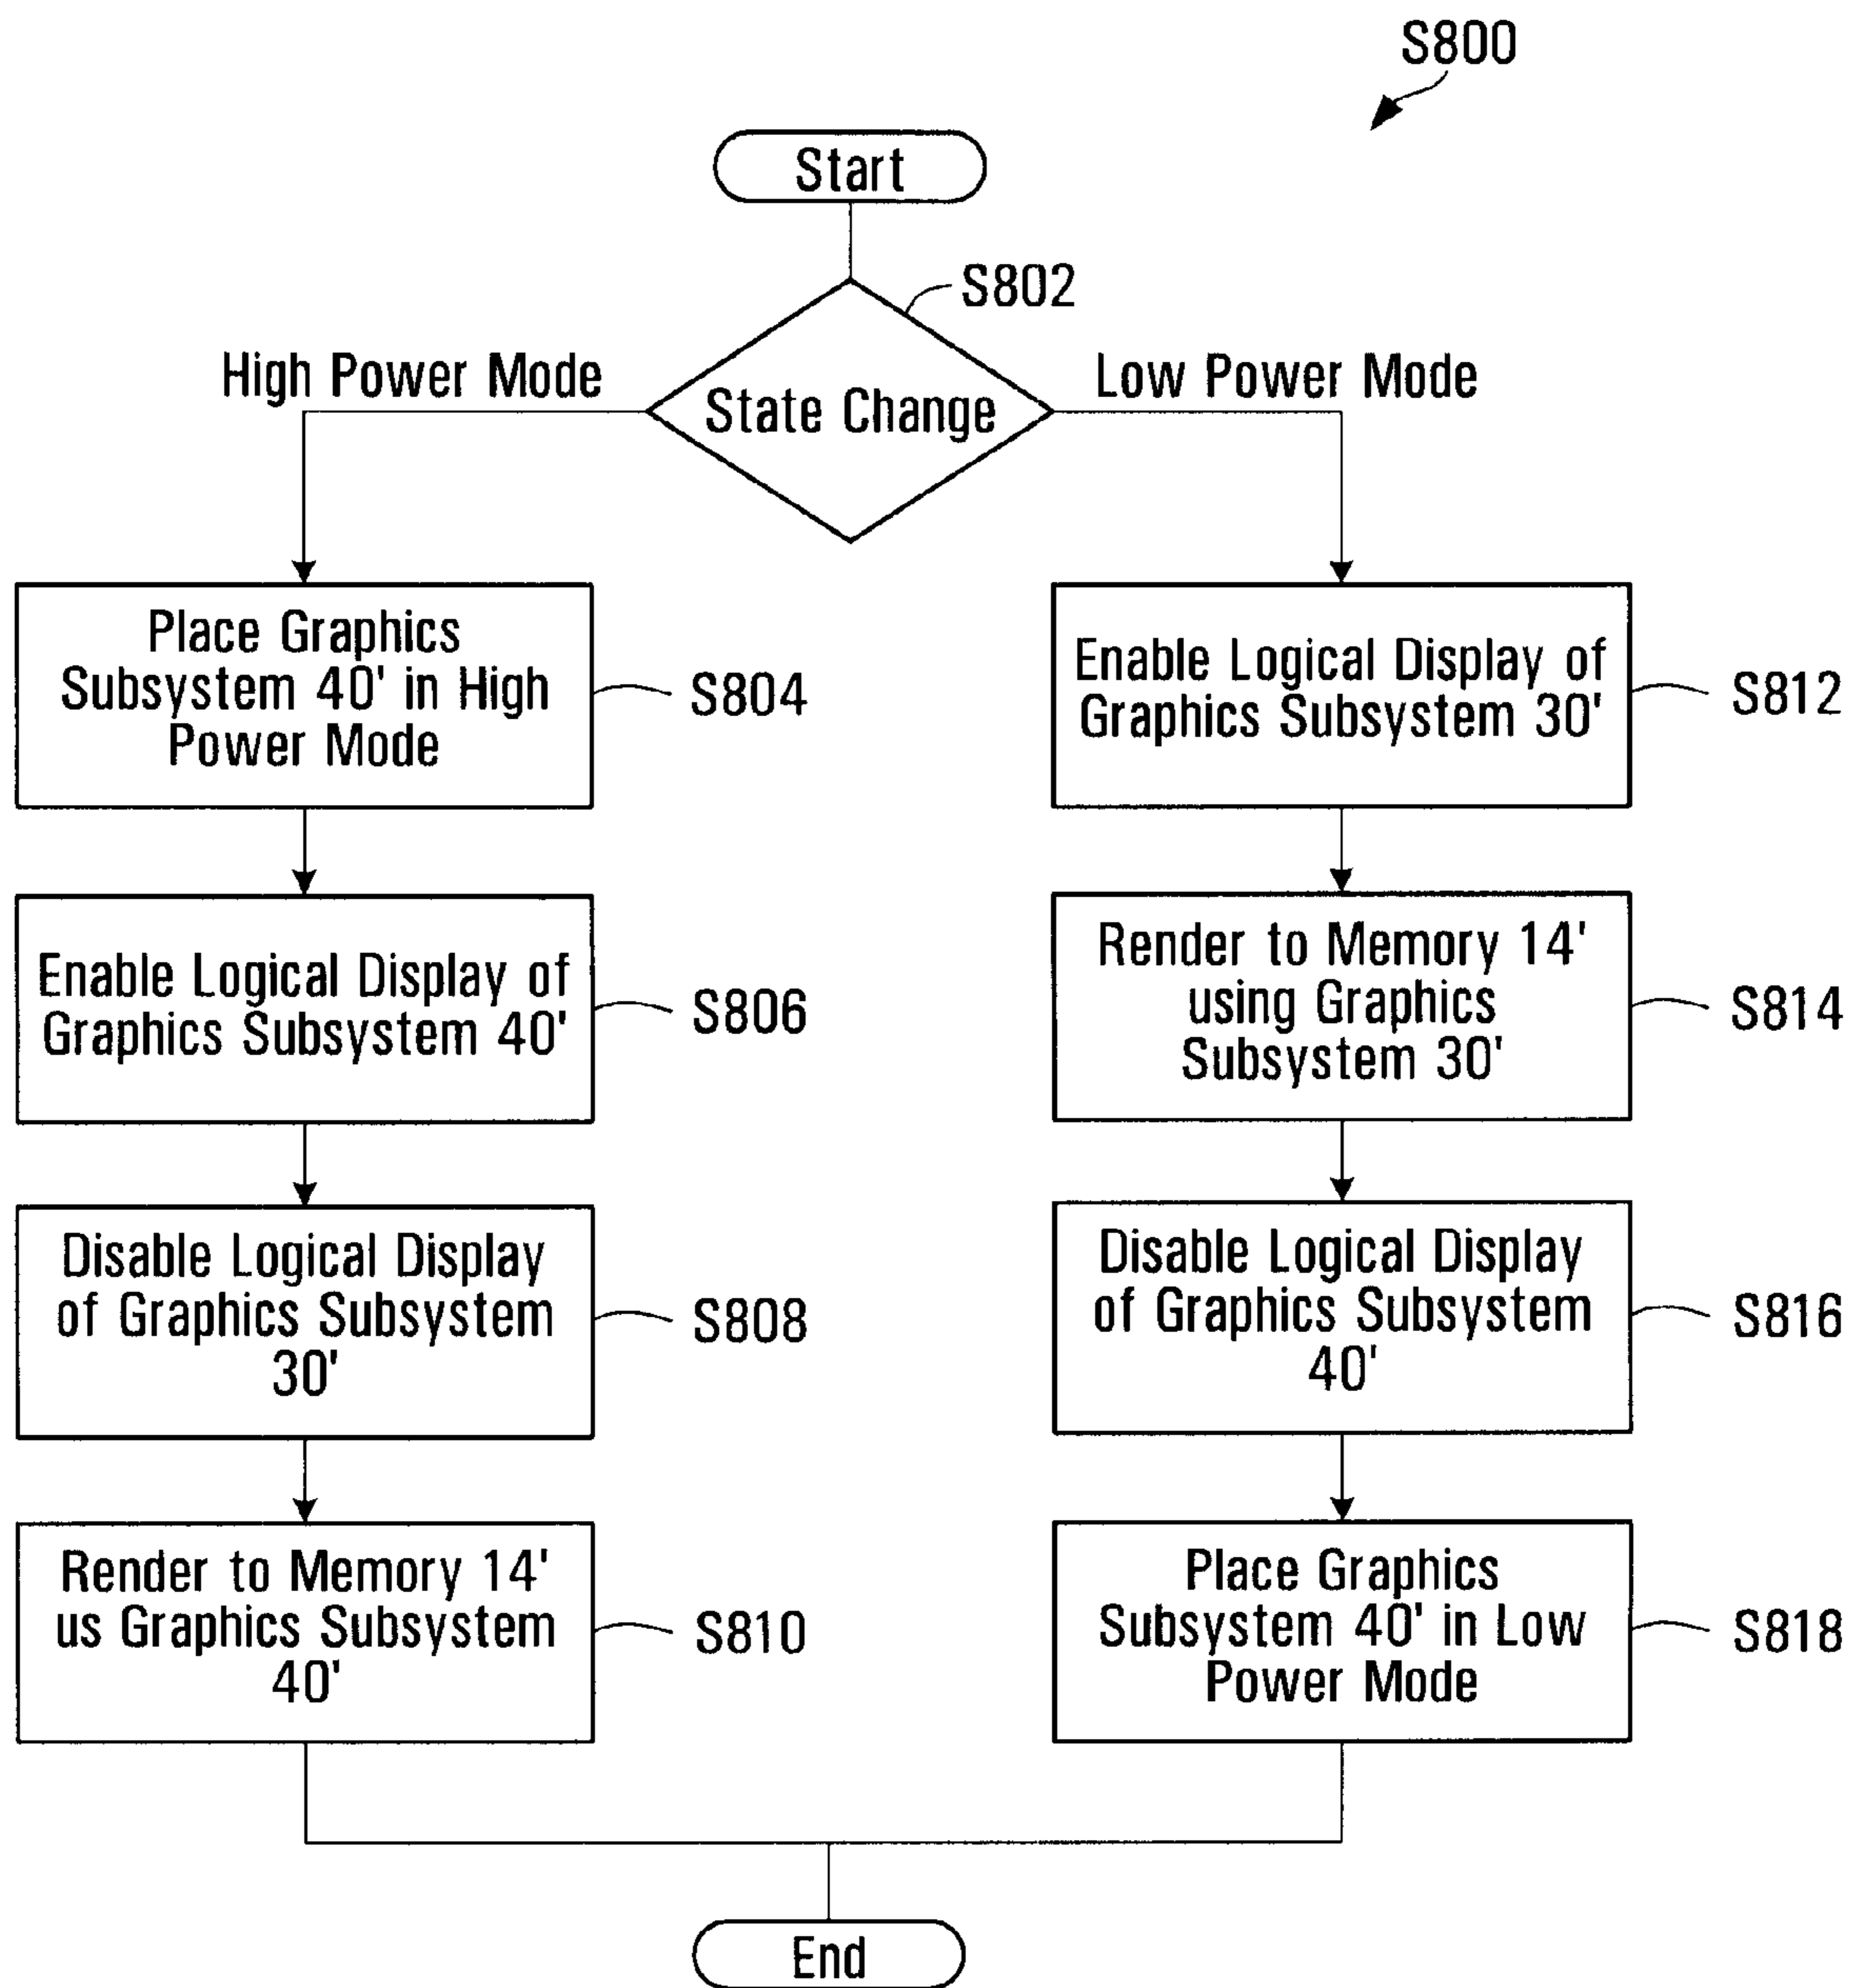 S800
Start
S802
High Power Mode
Low Power Mode
State Change
Place Graphics
Subsystem 40' in High
Power Mode
S804
Enable Logical Display of
Graphics Subsystem 40'
S806
Disable Logical Display
of Graphics Subsystem
30'
S808
Render to Memory 14'
us Graphics Subsystem
40'
S810
Enable Logical Display of
Graphics Subsystem 30'
S812
Render to Memory 14'
using Graphics
Subsystem 30'
S814
Disable Logical Display
of Graphics Subsystem
40'
S816
Place Graphics
Subsystem 40' in Low
Power Mode
S818
End